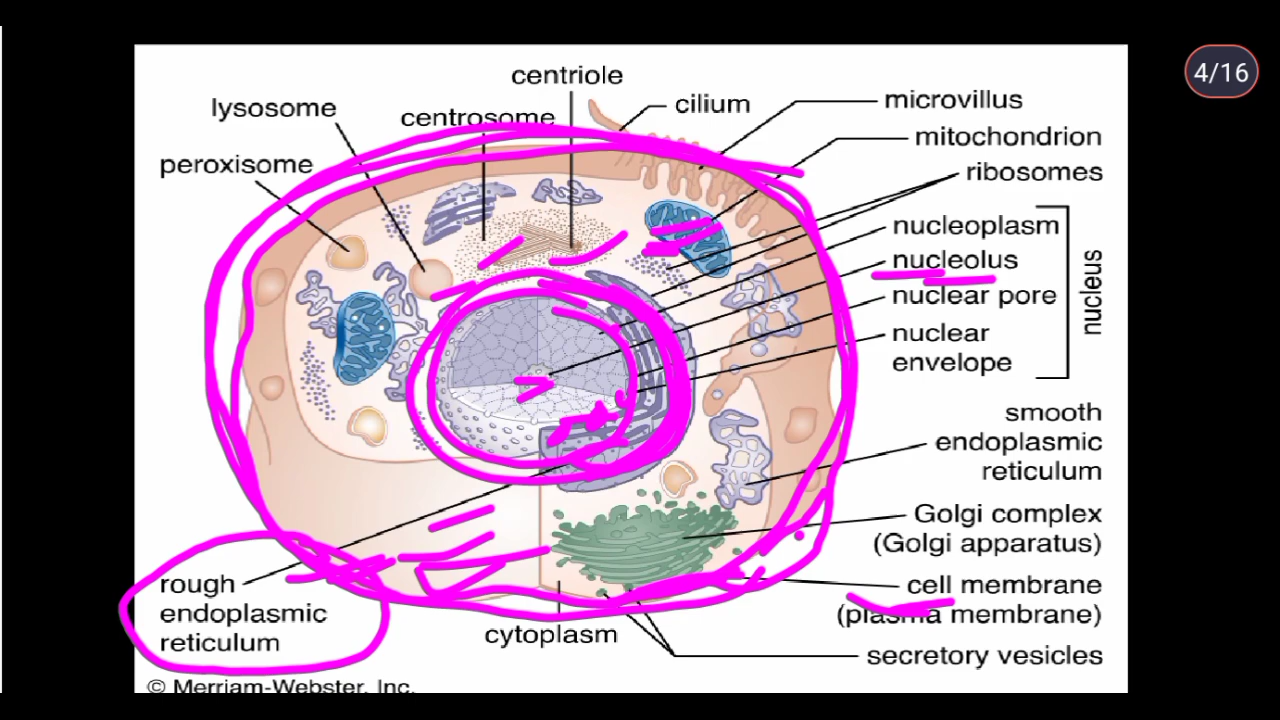 centriole
4/16
lysosome
cilium
microvillus
centrosome
mitochondrion
peroxisome
ribosomes
nucleoplasm
nucleolus
nuclear pore
nuclear
envelope
nucleus
smooth
endoplasmic
reticulum
Golgi complex
(Golgi apparatus)
rough
endoplasmic
reticulum
cell membrane
(plasma membrane)
cytoplasm
secretory vesicles
© Merriam-Webster, Inc.